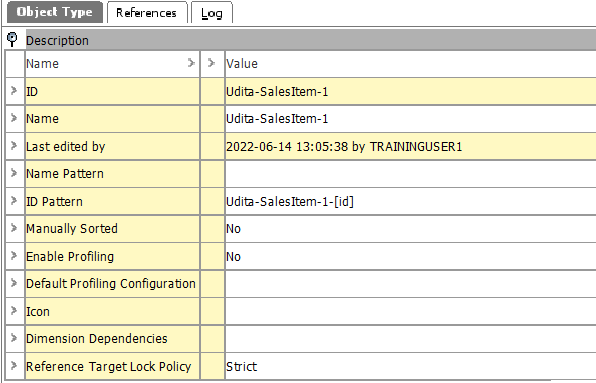 Object Type References Log
Description
Name > > Value
> ID Udita-SalesItem-1
> Name Udita-SalesItem-1
> Last edited by 2022-06-14 13:05:38 by TRAININGUSER1
> Name Pattern
> ID Pattern Udita-SalesItem-1-[id]
> Manually Sorted No
> Enable Profiling No
> Default Profiling Configuration
> Icon
> Dimension Dependencies
> Reference Target Lock Policy Strict